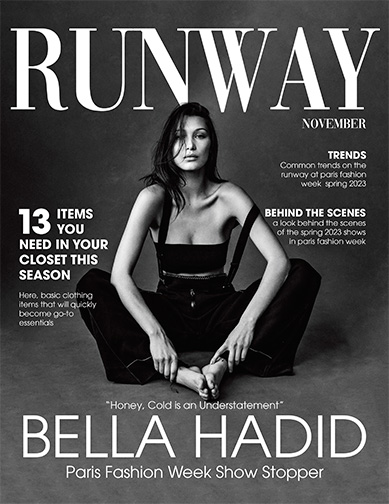 RUNWAY
NOVEMBER
TRENDS
Common trends on the
runway at paris fashion
week spring 2023
BEHIND THE SCENES
a look behind the scenes
of the spring 2023 shows
in paris fashion week
13 ITEMS
YOU
NEED IN YOUR
CLOSET THIS
SEASON
Here, basic clothing
items that will quickly
become go-to
essentials
"Honey, Cold is an Understatement"
BELLA HADID
Paris Fashion Week Show Stopper